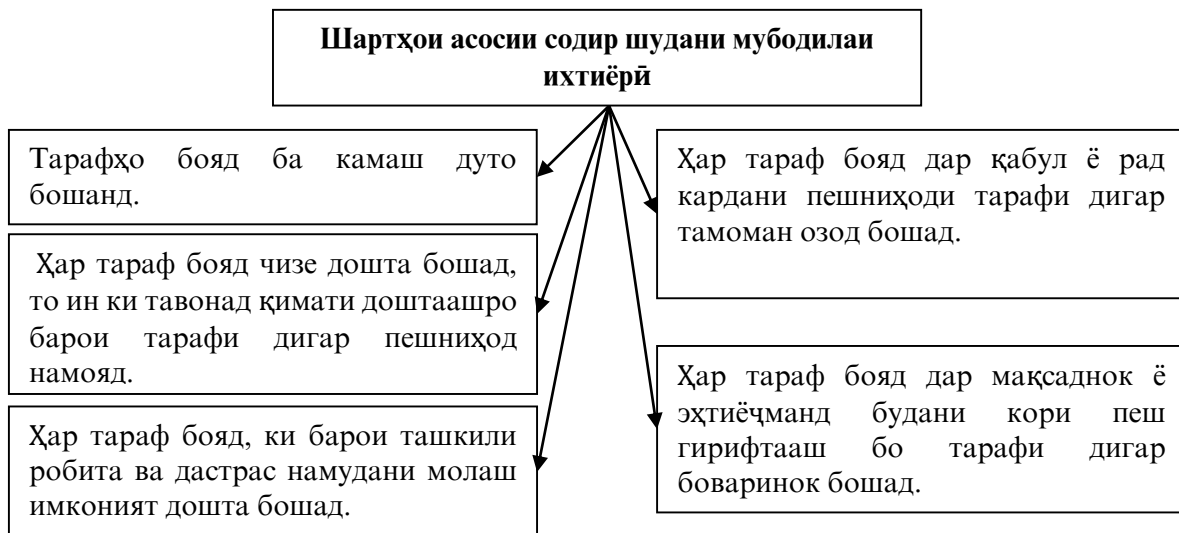 Шартҳои асосии содир шудани мубодилаи
ихтиёрӣ
Тарафҳо бояд ба камаш дуто
бошанд.
Ҳар тараф бояд чизе дошта бошад,
то ин ки тавонад қимати доштаашро
барои тарафи дигар пешниҳод
намояд.
Ҳар тараф бояд, ки барои ташкили
робита ва дастрас намудани молаш
имконият дошта бошад.
Ҳар тараф бояд дар қабул ё рад
кардани пешниҳоди тарафи дигар
тамоман озод бошад.
Ҳар тараф бояд дар мақсаднок ё
эҳтиёҷманд будани кори пеш
гирифтааш бо тарафи дигар
боваринок бошад.